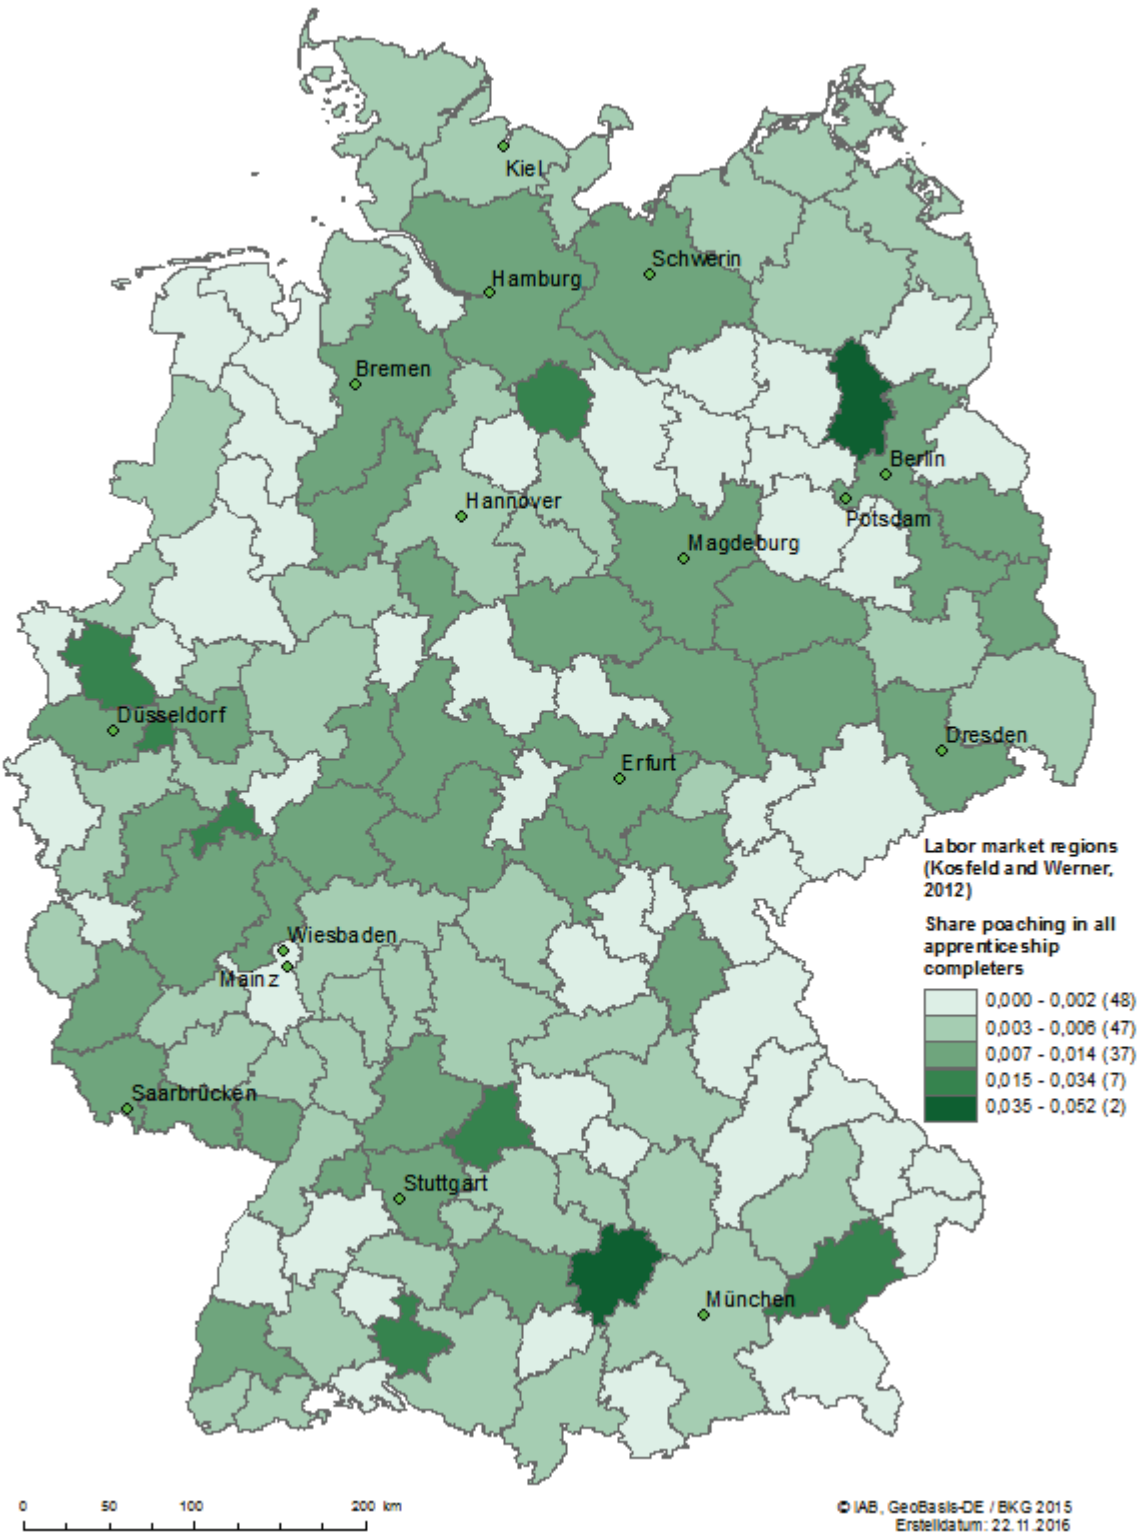 Kiel
Schwerin
Hamburg
Bremen
Berlin
Hannover
Potsdam
Magdeburg
Düsseldorf
Dresden
Erfurt
Labor market regions
(Kosfeld and Werner,
2012)
Share poaching in all
apprenticeship
completers
0,000 - 0,002 (48)
0,003 - 0,006 (47)
0,007 - 0,014 (37)
0,015 - 0,034 (7)
0,035 - 0,052 (2)
Wiesbaden
Mainz
Saarbrücken
Stuttgart
München
0 50 100 200 km
© IAB, GeoBasis-DE / BKG 2015
Erstelldatum: 22.11.2016